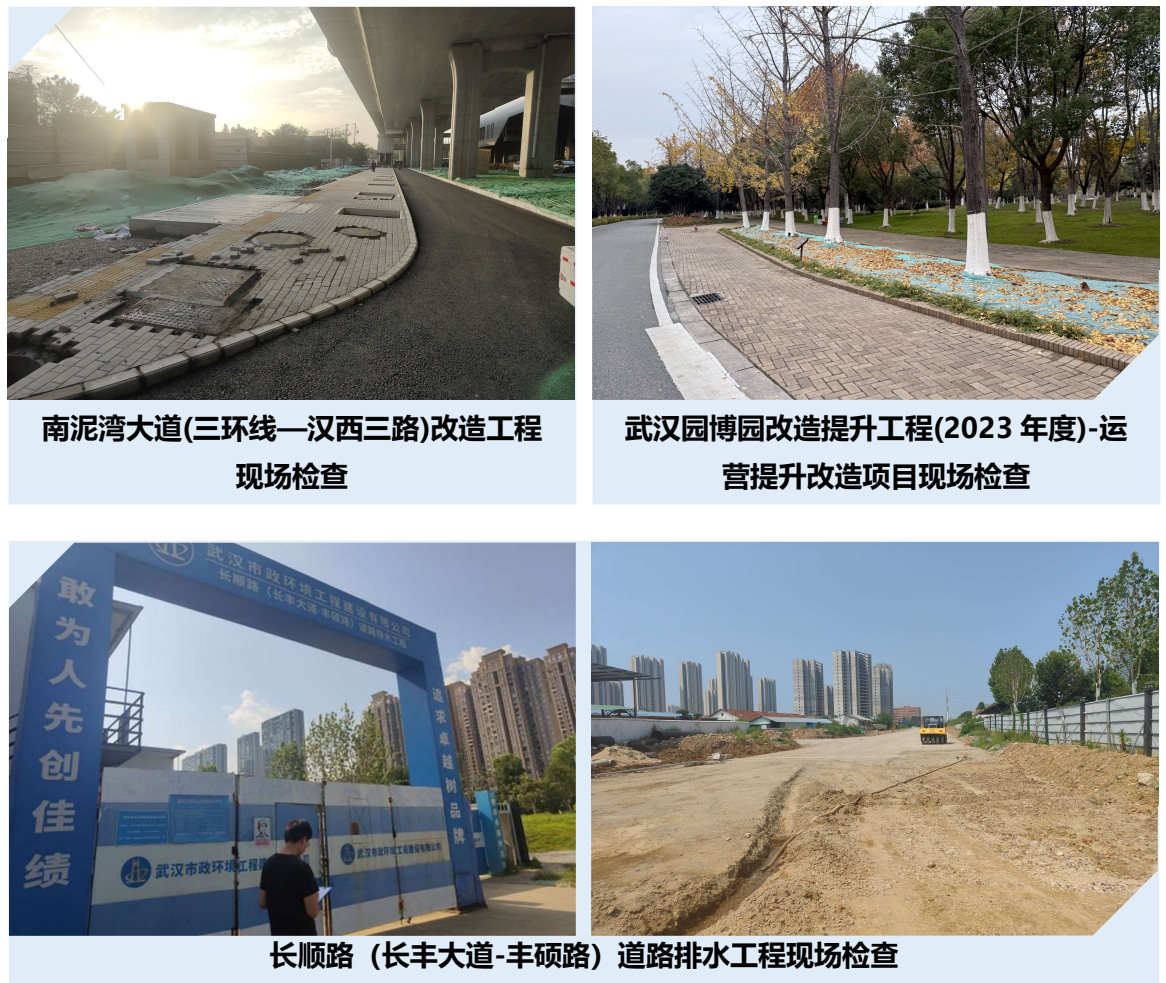 南泥湾大道(三环线—汉西三路)改造工程
现场检查
武汉园博园改造提升工程(2023 年度)-运
营提升改造项目现场检查
武汉市政环境工程建设有限公司
长顺路（长丰大道-丰硕路）道路排水工程
敢为人先创佳绩
追求卓越树品牌
武汉市政环境工程建
武汉市政环境工程建设有限公司
长顺路（长丰大道-丰硕路）道路排水工程现场检查